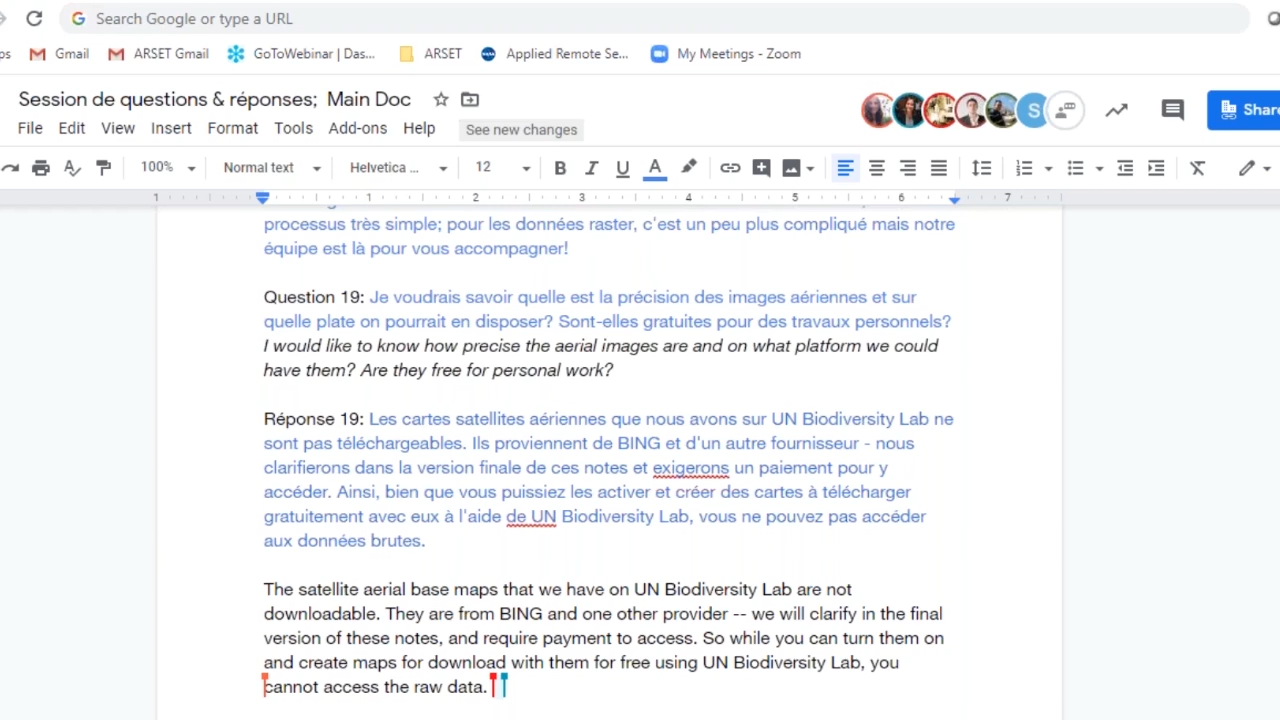 Search Google or type a URL
ps Gmail ARSET Gmail GoToWebinar | Das... ARSET Applied Remote Se... My Meetings - Zoom
Session de questions & réponses; Main Doc
S
Share
File Edit View Insert Format Tools Add-ons Help See new changes
100% Normal text Helvetica ... 12 B I U A
1 1 2 3 4 5 6 7
processus très simple; pour les données raster, c'est un peu plus compliqué mais notre
équipe est là pour vous accompagner!
Question 19: Je voudrais savoir quelle est la précision des images aériennes et sur
quelle plate on pourrait en disposer? Sont-elles gratuites pour des travaux personnels?
I would like to know how precise the aerial images are and on what platform we could
have them? Are they free for personal work?
Réponse 19: Les cartes satellites aériennes que nous avons sur UN Biodiversity Lab ne
sont pas téléchargeables. Ils proviennent de BING et d'un autre fournisseur - nous
clarifierons dans la version finale de ces notes et exigerons un paiement pour y
accéder. Ainsi, bien que vous puissiez les activer et créer des cartes à télécharger
gratuitement avec eux à l'aide de UN Biodiversity Lab, vous ne pouvez pas accéder
aux données brutes.
The satellite aerial base maps that we have on UN Biodiversity Lab are not
downloadable. They are from BING and one other provider -- we will clarify in the final
version of these notes, and require payment to access. So while you can turn them on
and create maps for download with them for free using UN Biodiversity Lab, you
cannot access the raw data.